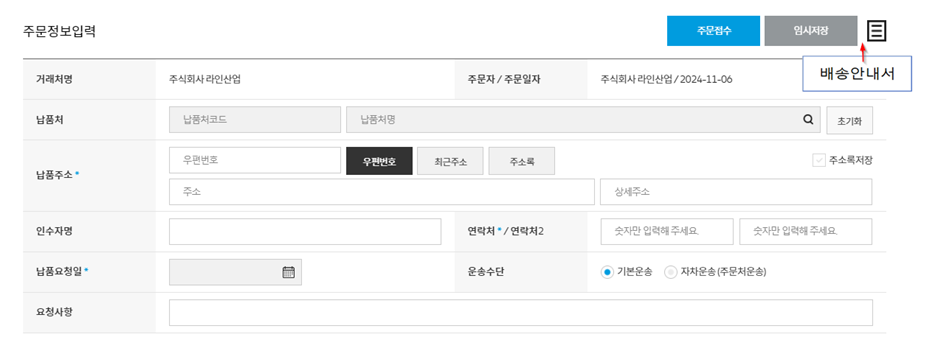 주문정보입력
주문접수 임시저장
배송안내서
거래처명 주식회사 라인산업 주문자 / 주문일자 주식회사 라인산업 / 2024-11-06
납품처 납품처코드 납품처명 초기화
납품주소 * 우편번호 우편번호 최근주소 주소록 주소록저장
주소 상세주소
인수자명 연락처 * / 연락처2 숫자만 입력해 주세요. 숫자만 입력해 주세요.
납품요청일 * 운송수단 기본운송 자차운송 (주문처운송)
요청사항